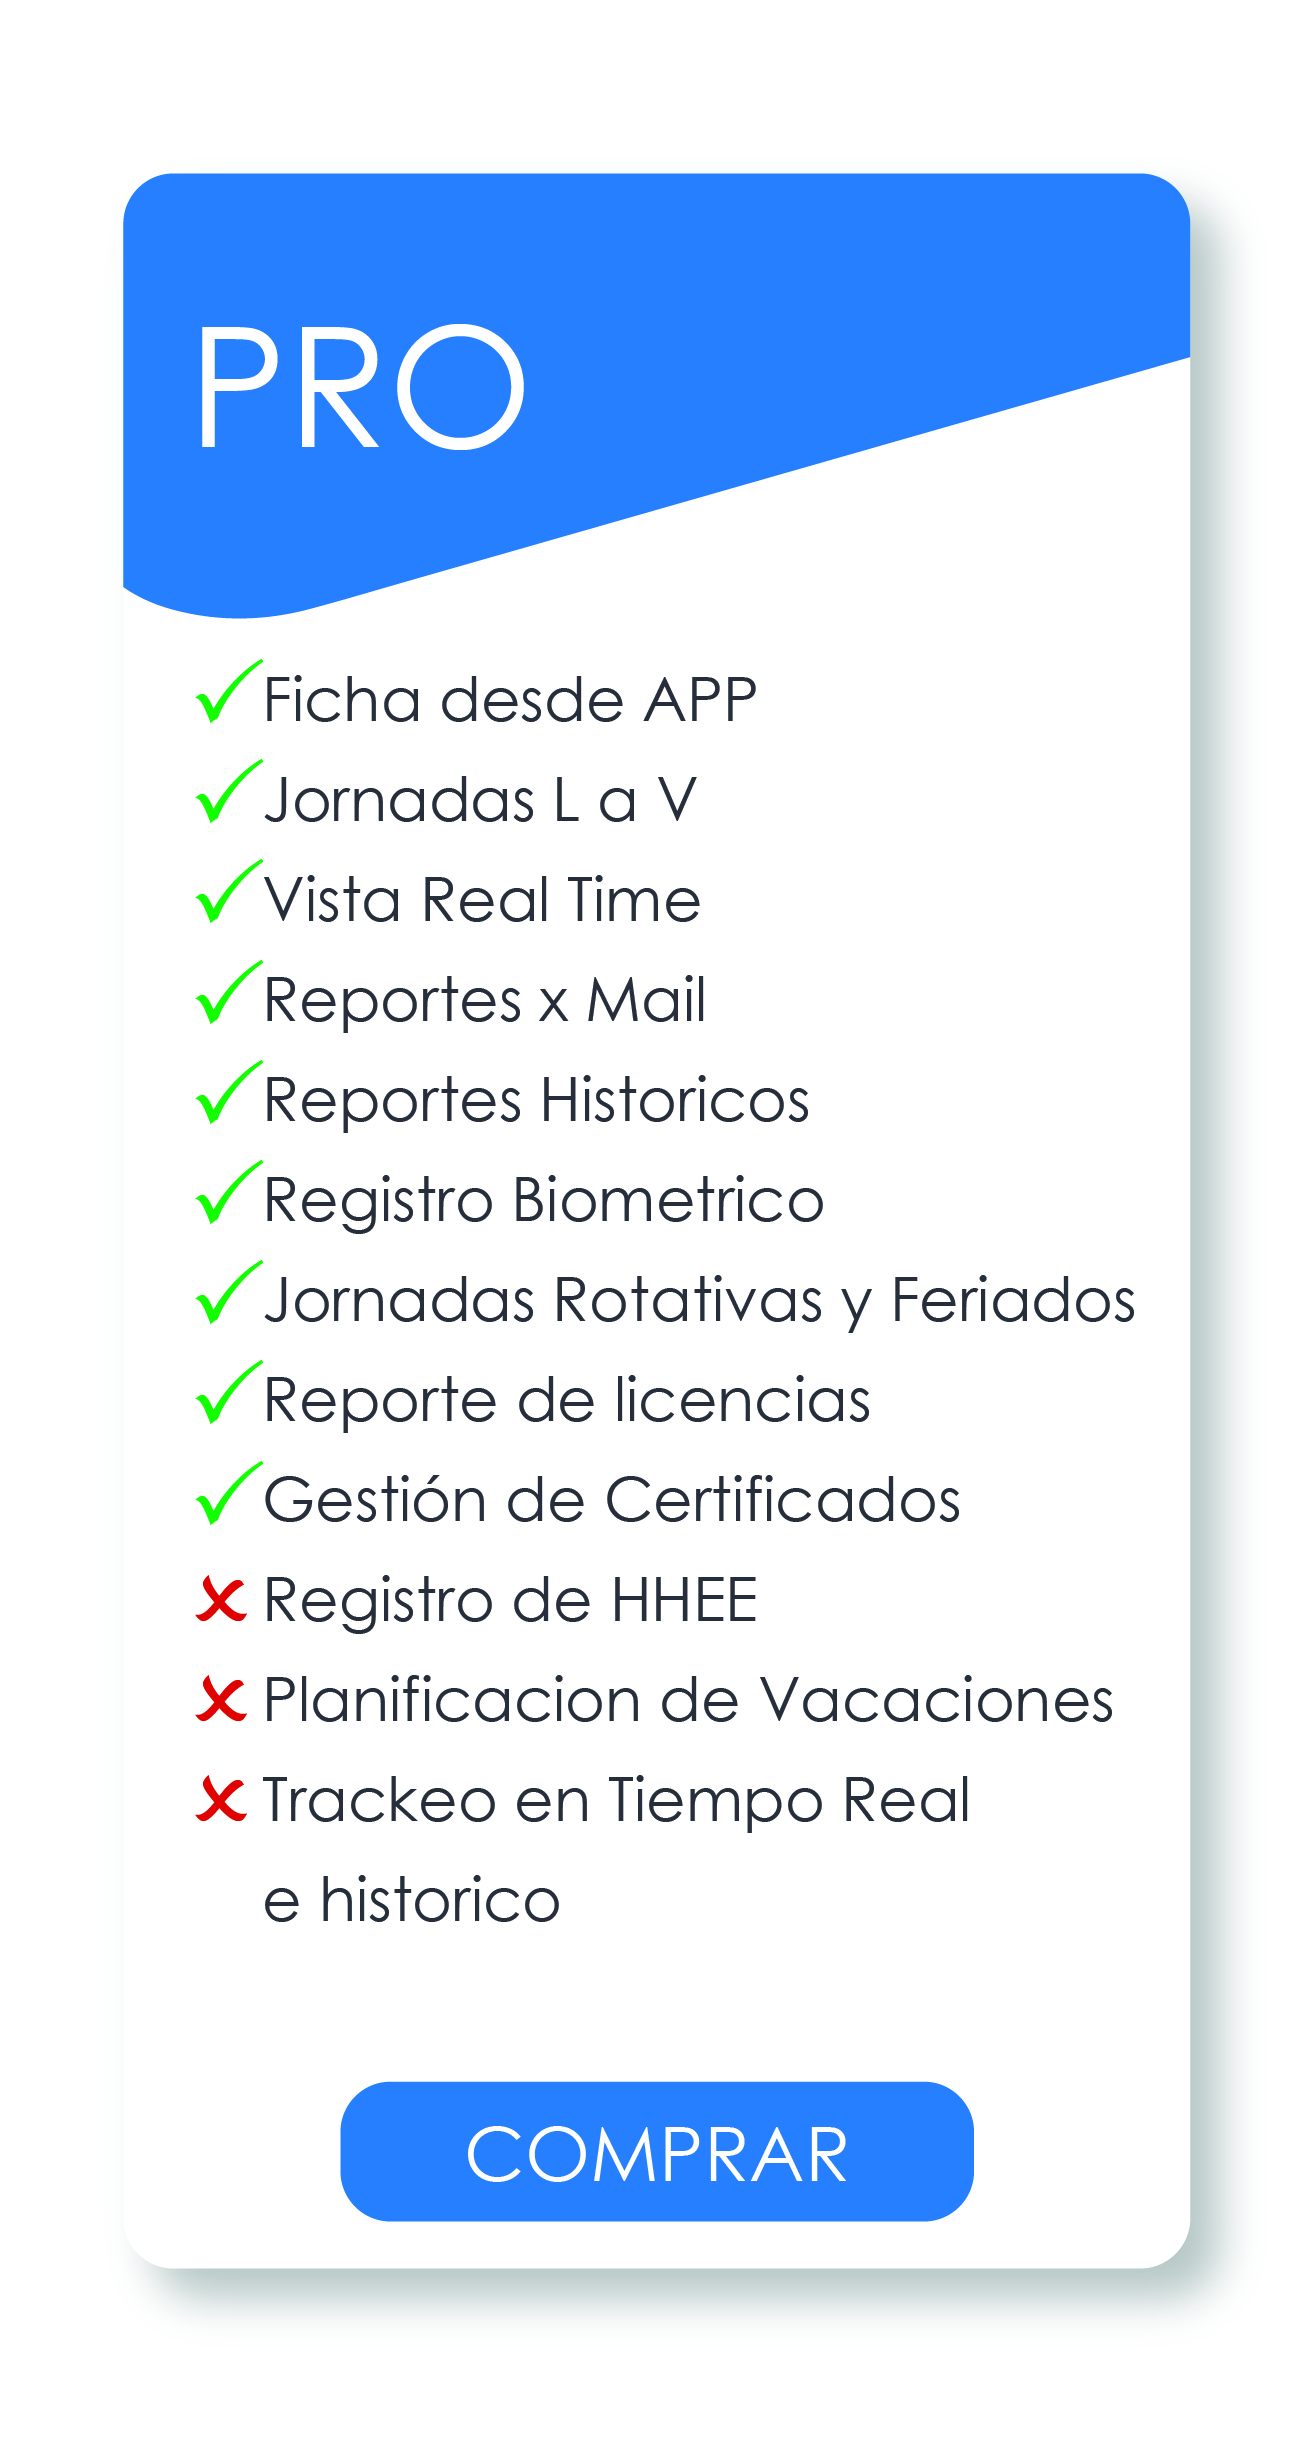 PRO
Ficha desde APP
Jornadas L a V
Vista Real Time
Reportes x Mail
Reportes Historicos
Registro Biometrico
Jornadas Rotativas y Feriados
Reporte de licencias
Gestión de Certificados
Registro de HHEE
Planificacion de Vacaciones
Trackeo en Tiempo Real
e historico
COMPRAR